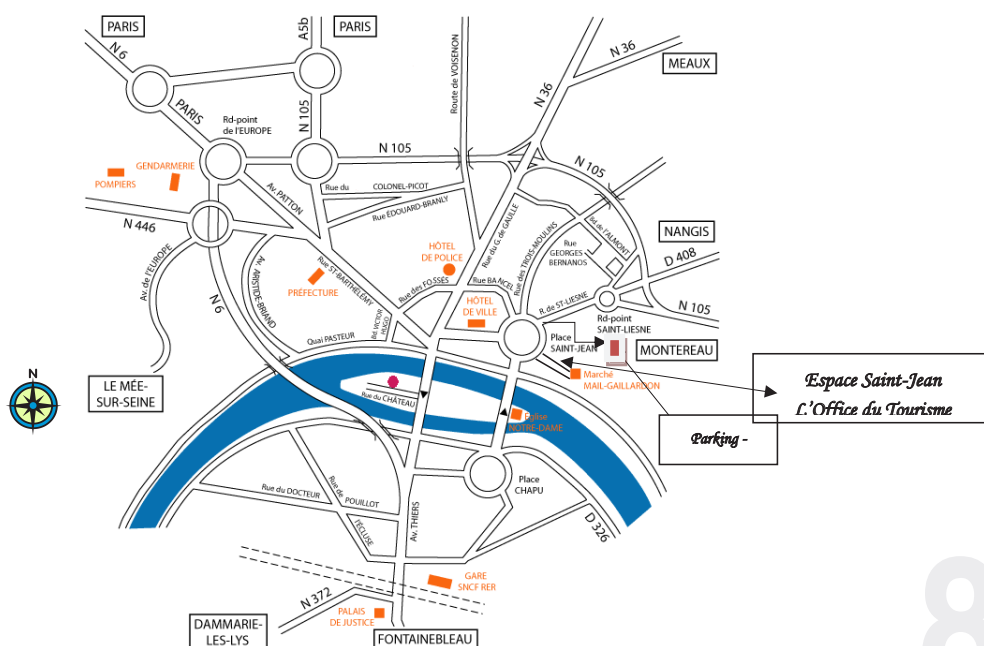 PARIS
PARIS
N 6
A5b
N 36
MEAUX
Route de VOISENON
N 36
PARIS
Rd-point
de l'EUROPE
N 105
N 105
N 105
GENDARMERIE
POMPIERS
Av. PATTON
Rue du COLONEL-PICOT
Rue ÉDOUARD-BRANLY
N 446
Av. de l'EUROPE
N 6
Av. ARISTIDE-BRIAND
Rue ST-BARTHÉLEMY
PRÉFECTURE
HÔTEL
DE POLICE
Rue du G. de GAULLE
Rue des TROIS-MOULINS
Bd. de l'ALMONT
Rue
GEORGES
BERNANOS
NANGIS
D 408
N 105
Rue des FOSSÉS
Rue BANCEL
R. de ST-LIESNE
HÔTEL
DE VILLE
Bd. VICTOR
HUGO
Quai PASTEUR
Rd-point
SAINT-LIESNE
Place
SAINT-JEAN
MONTEREAU
Marché
MAIL-GAILLARDON
LE MÉE-
SUR-SEINE
N
Rue du CHÂTEAU
Église
NOTRE-DAME
Espace Saint-Jean
L'Office du Tourisme
Parking -
Place
CHAPU
Rue du DOCTEUR
Rue de POUILLOT
l'ÉCLUSE
Av. THIERS
D 326
GARE
SNCF RER
N 372
PALAIS
DE JUSTICE
DAMMARIE-
LES-LYS
FONTAINEBLEAU
8